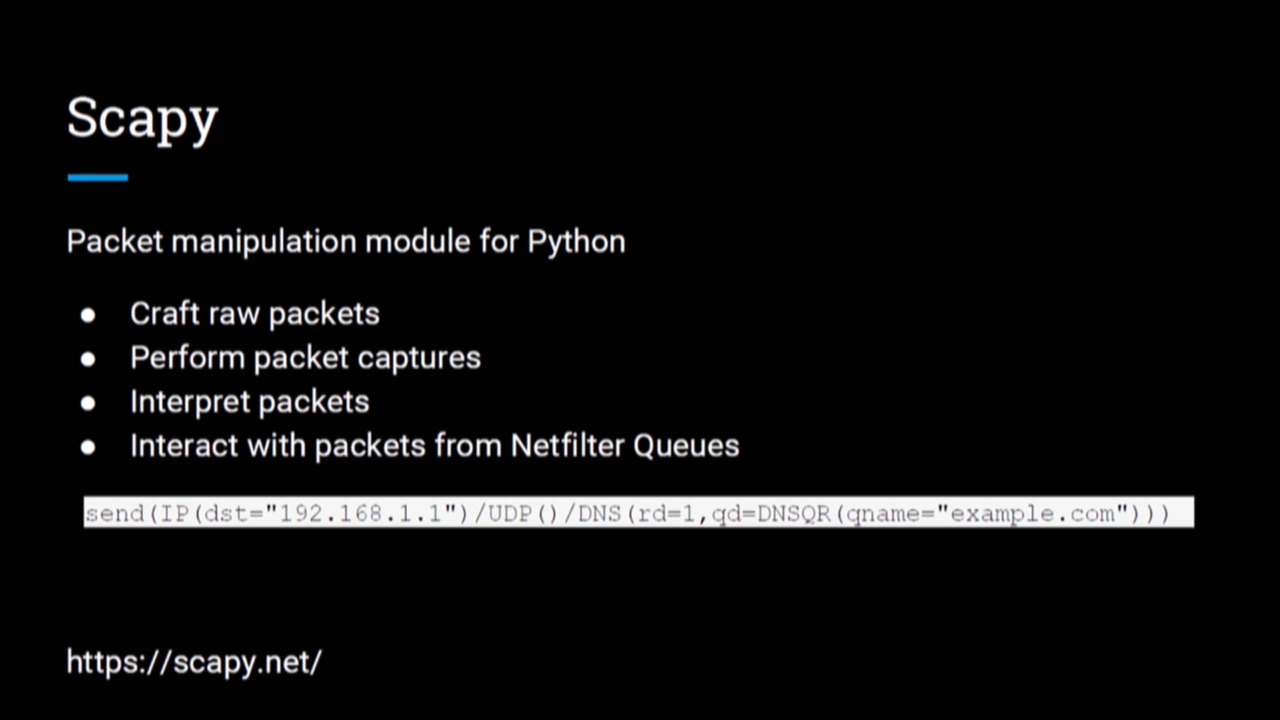 Scapy
Packet manipulation module for Python
● Craft raw packets
● Perform packet captures
● Interpret packets
● Interact with packets from Netfilter Queues
send(IP(dst="192.168.1.1")/UDP()/DNS(rd=1,qd=DNSQR(qname="example.com")))
https://scapy.net/